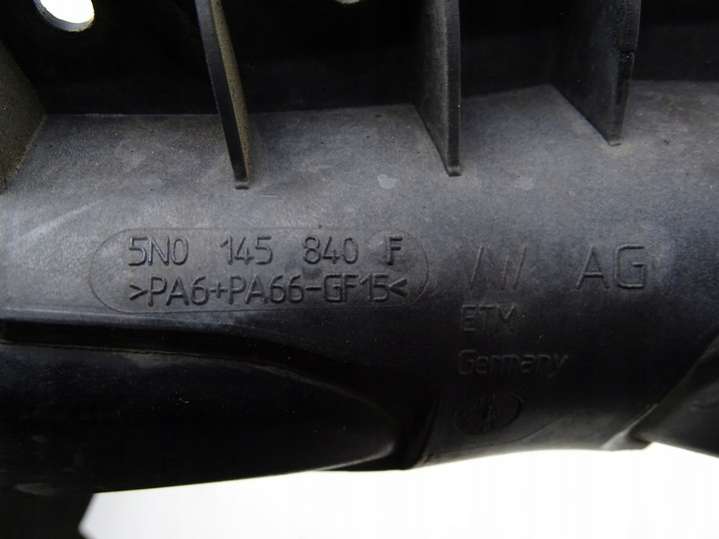 5N0 145 840 F
>PA6+PA66-GF15<
VW AG
ETM
Germany